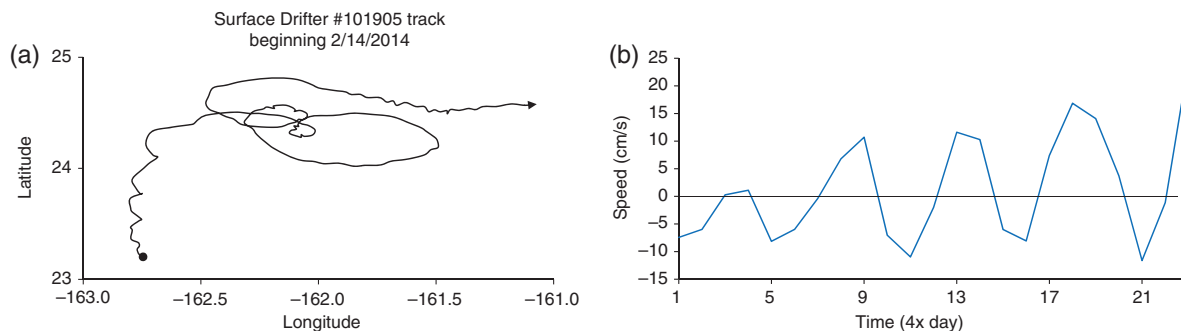 Surface Drifter #101905 track
beginning 2/14/2014
(a)
25
24
23
Latitude
−163.0
−162.5
−162.0
−161.5
−161.0
Longitude
(b)
25
20
15
10
5
0
−5
−10
−15
Speed (cm/s)
1
5
9
13
17
21
Time (4x day)